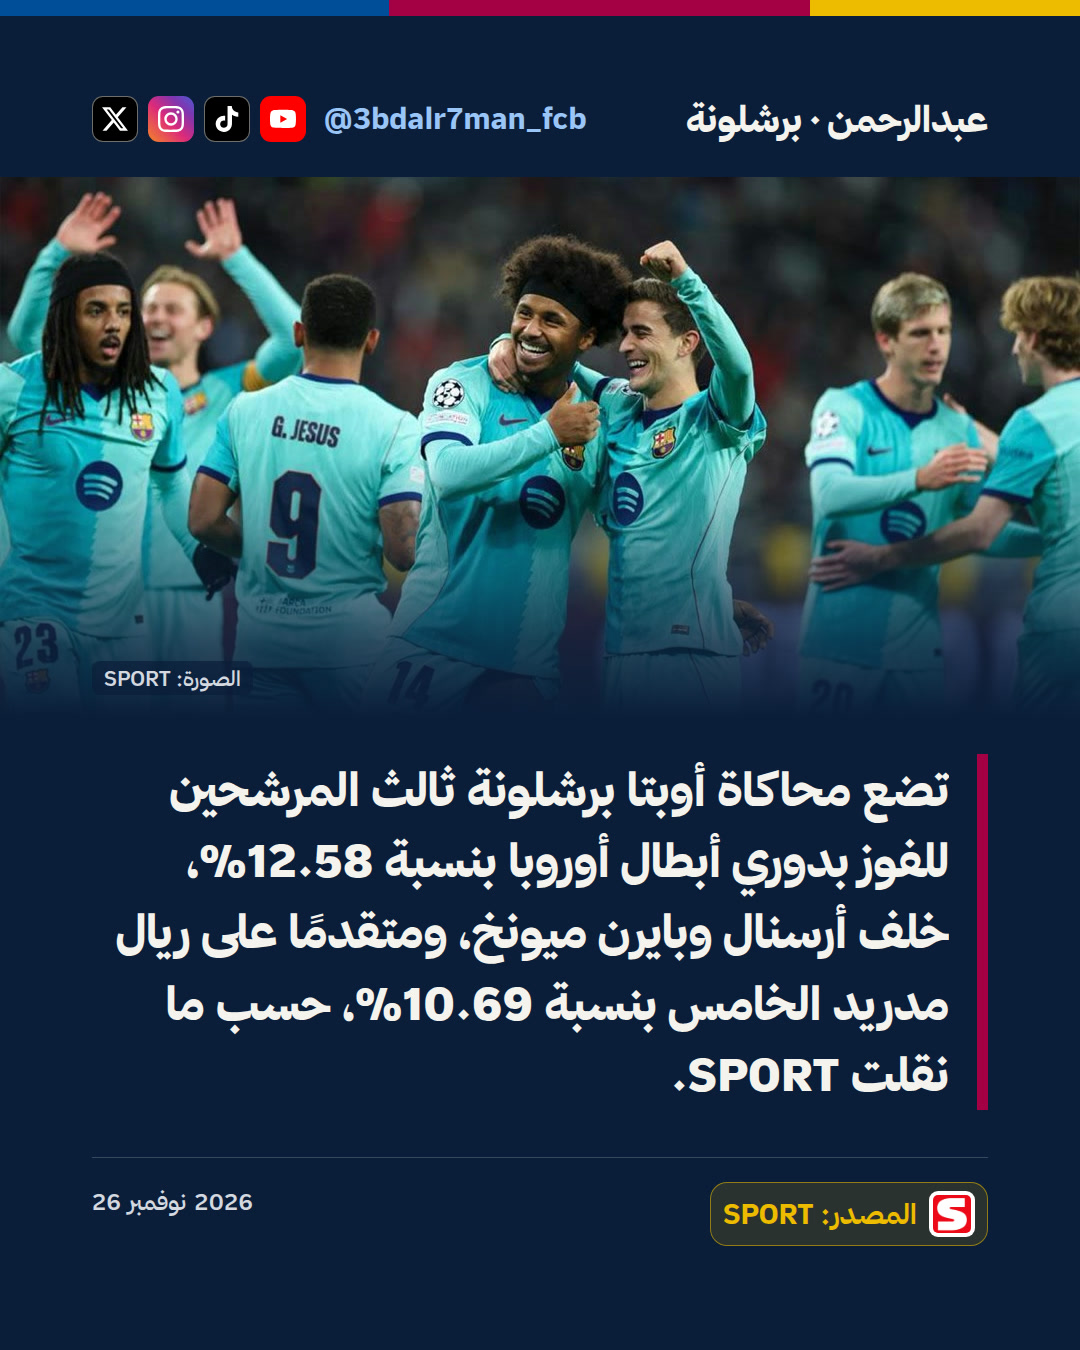 عبدالرحمن · برشلونة
@3bdalr7man_fcb
G. JESUS
9
23
14
20
الصورة: SPORT
تضع محاكاة أوبتا برشلونة ثالث المرشحين
للفوز بدوري أبطال أوروبا بنسبة 12.58%،
خلف أرسنال وبايرن ميونخ، ومتقدمًا على ريال
مدريد الخامس بنسبة 10.69%، حسب ما
نقلت SPORT.
المصدر: SPORT
26 نوفمبر 2026